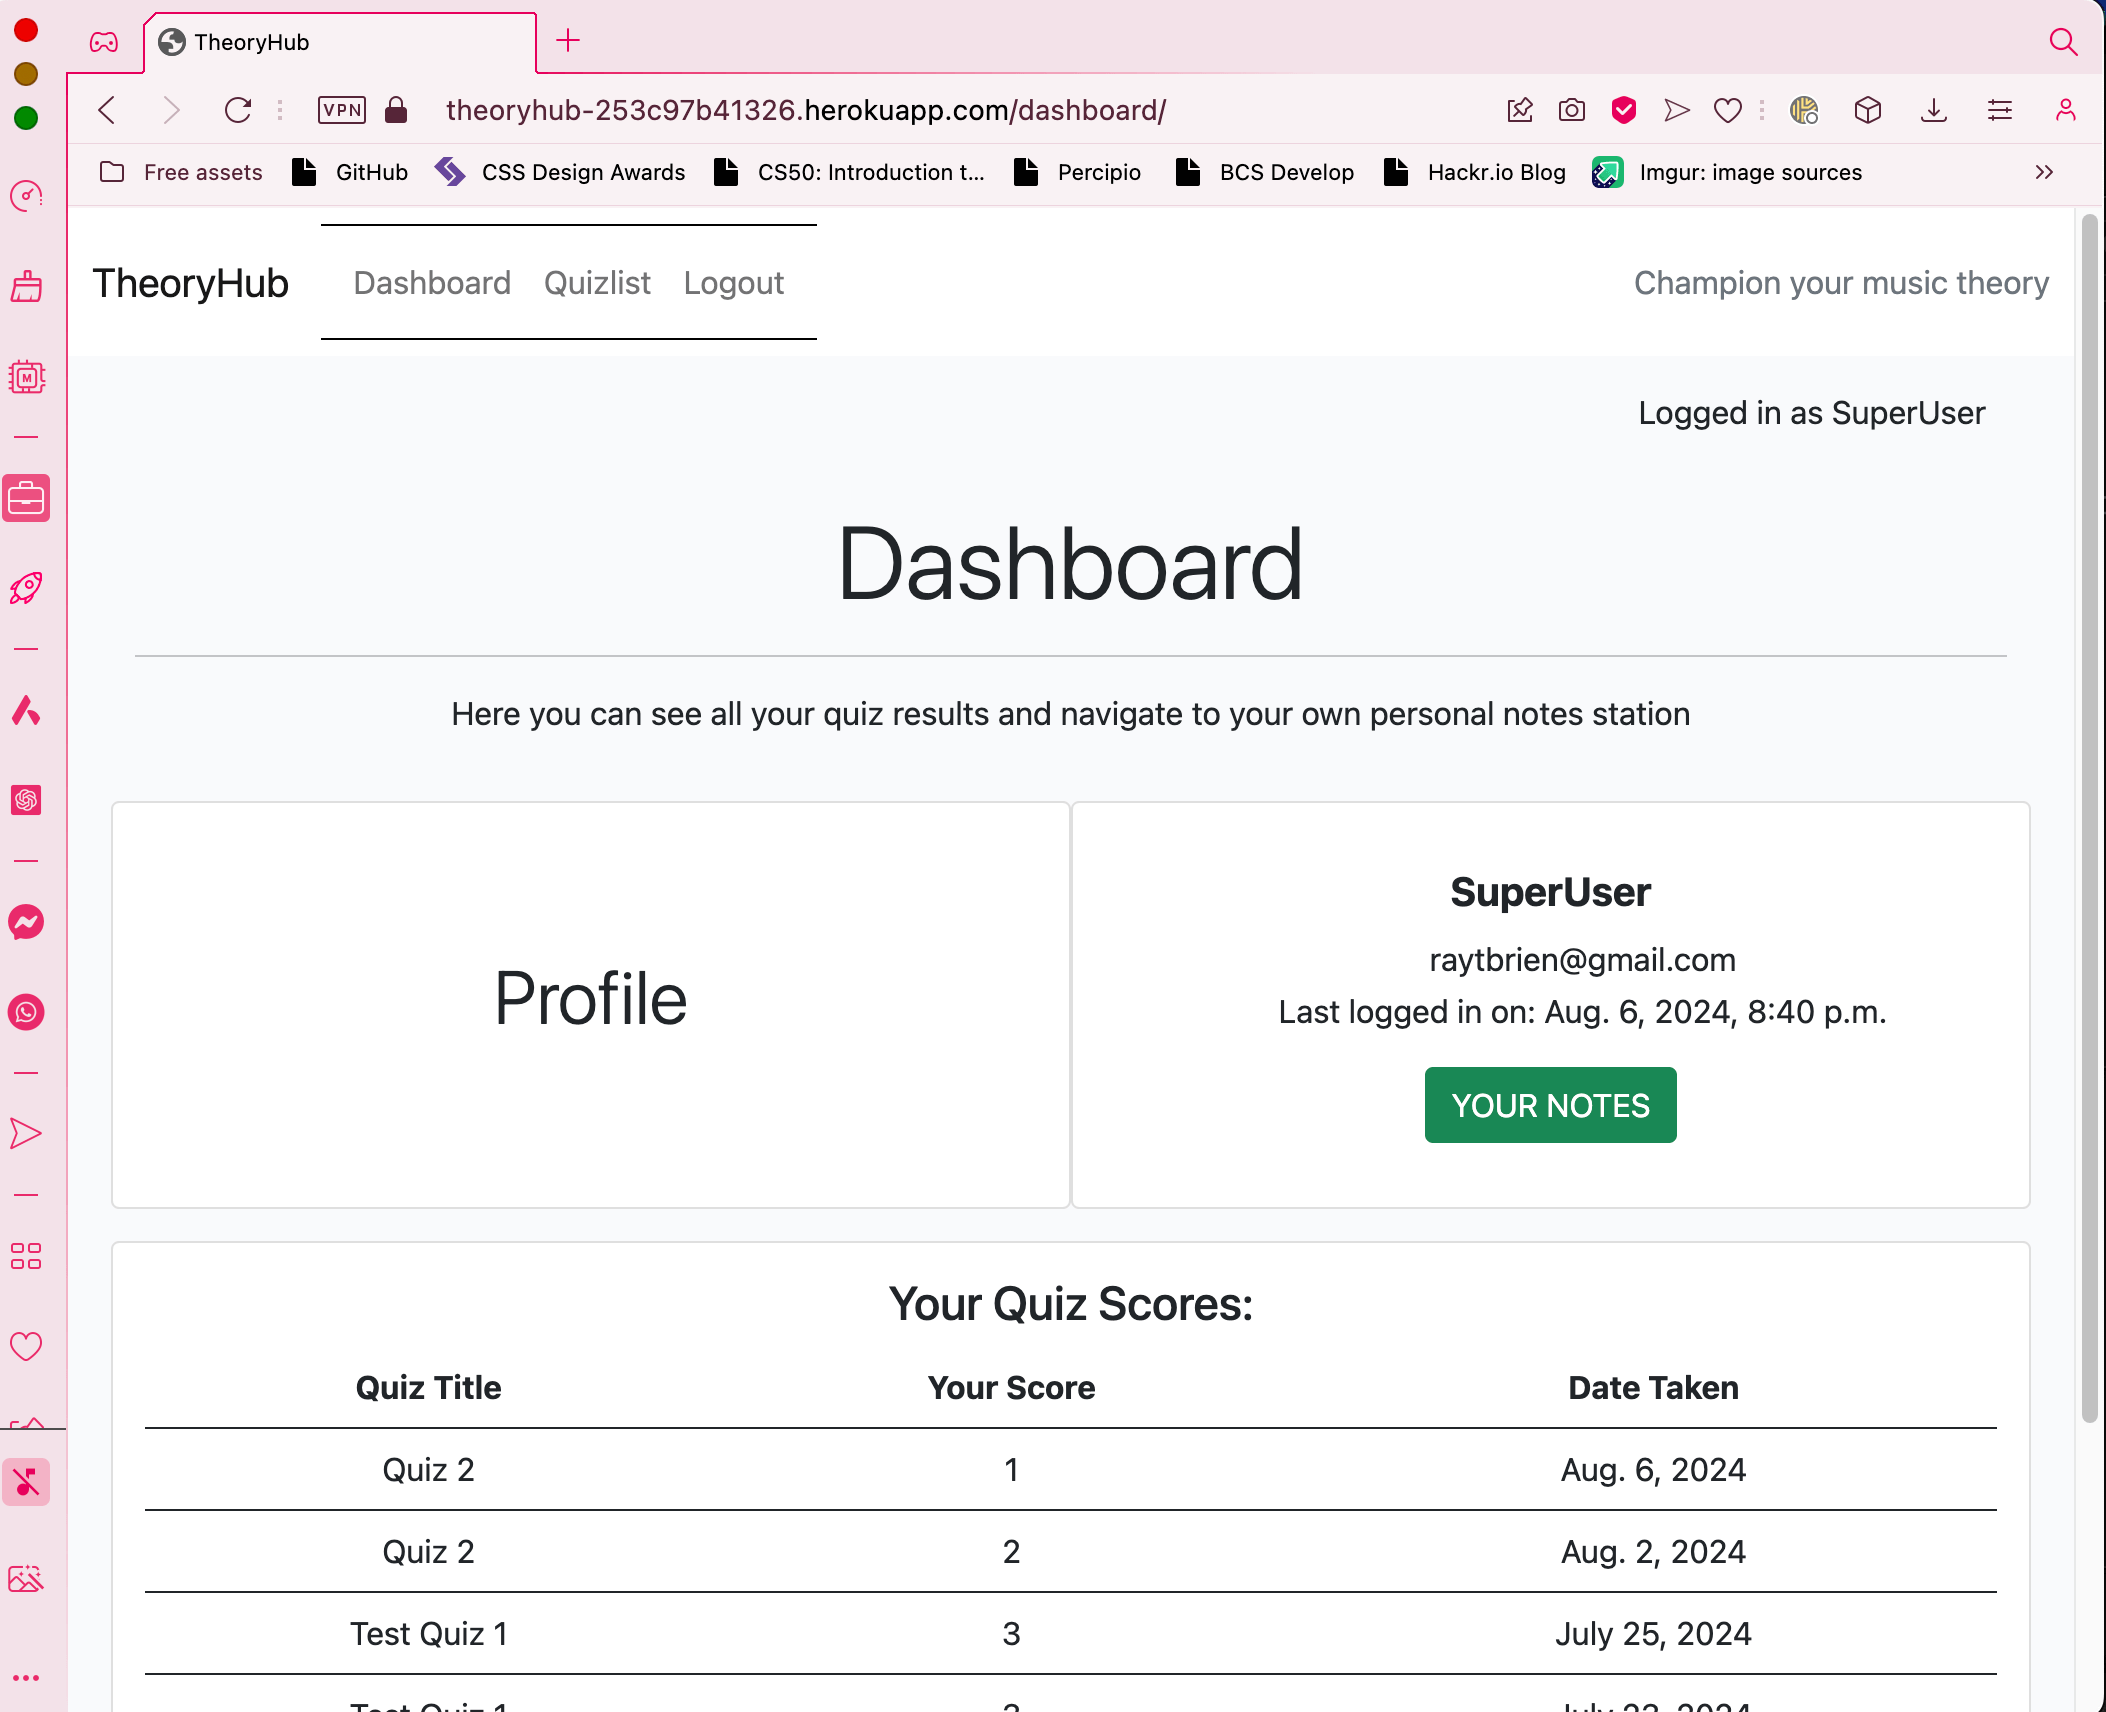 TheoryHub
VPN
theoryhub-253c97b41326.herokuapp.com/dashboard/
Free assets GitHub CSS Design Awards CS50: Introduction t... Percipio BCS Develop Hackr.io Blog Imgur: image sources
M
TheoryHub Dashboard Quizlist Logout Champion your music theory
Logged in as SuperUser
Dashboard
Here you can see all your quiz results and navigate to your own personal notes station
Profile
SuperUser
raytbrien@gmail.com
Last logged in on: Aug. 6, 2024, 8:40 p.m.
YOUR NOTES
Your Quiz Scores:
Quiz Title Your Score Date Taken
Quiz 2 1 Aug. 6, 2024
Quiz 2 2 Aug. 2, 2024
Test Quiz 1 3 July 25, 2024
Test Quiz 1